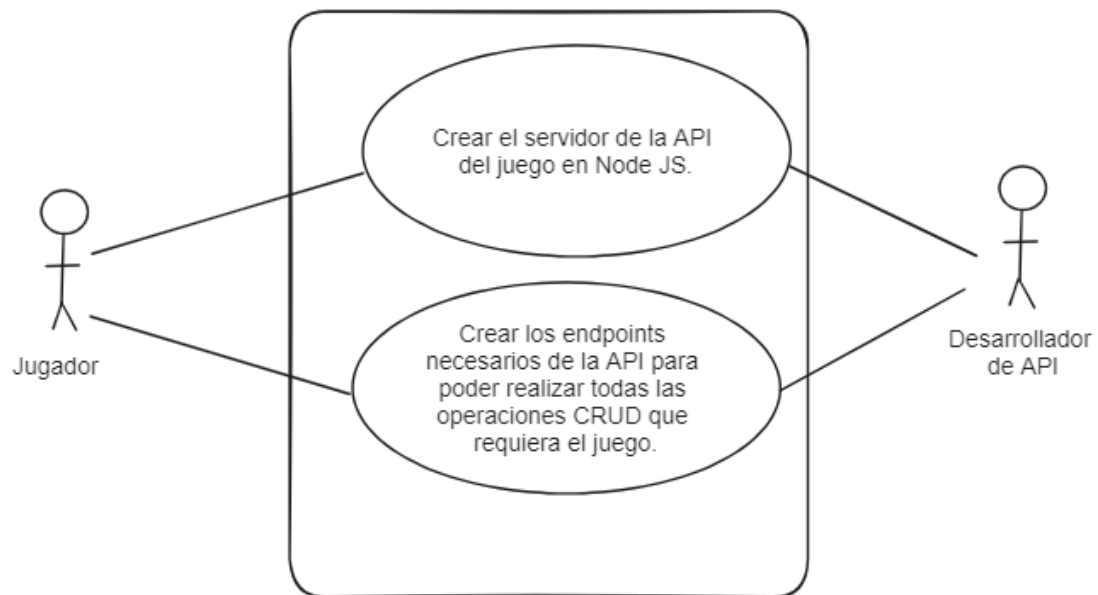 Crear el servidor de la API
del juego en Node JS.
Jugador
Crear los endpoints
necesarios de la API para
poder realizar todas las
operaciones CRUD que
requiera el juego.
Desarrollador
de API